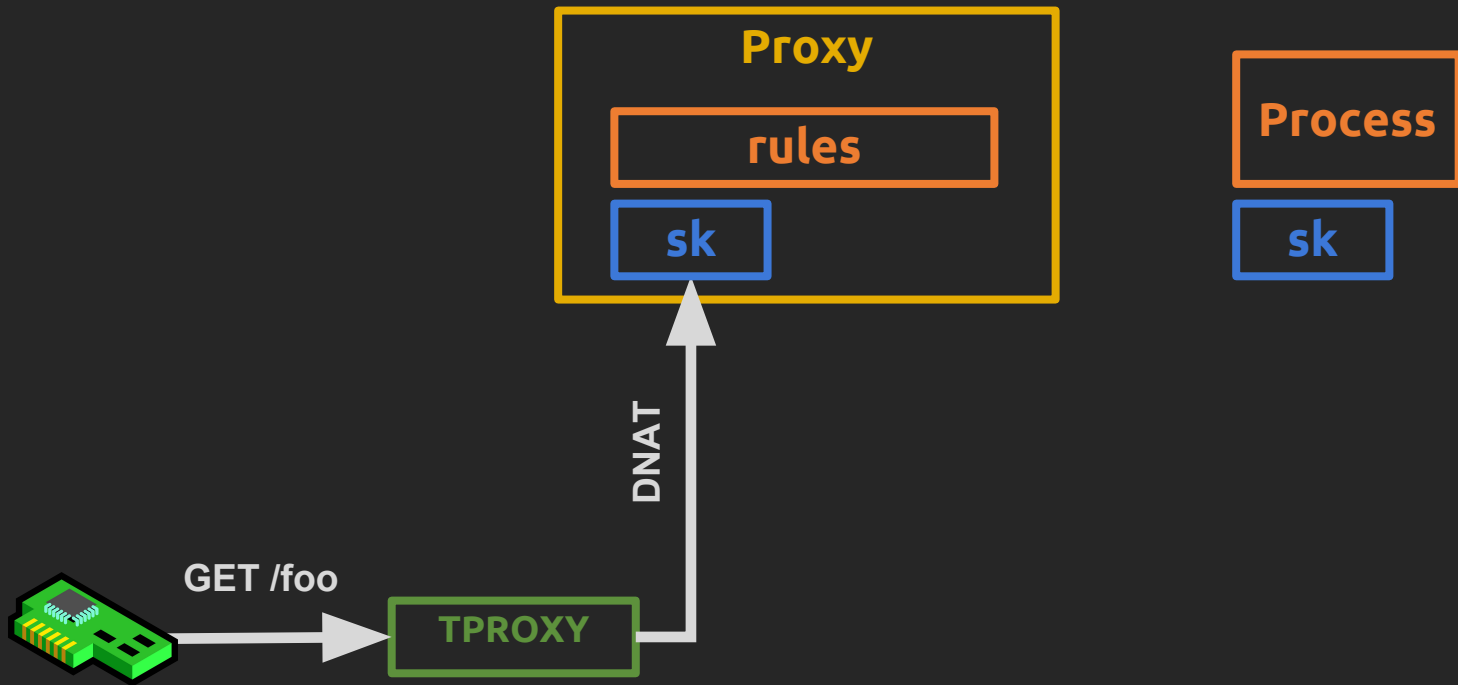 Proxy
rules
sk
Process
sk
DNAT
GET /foo
TPROXY